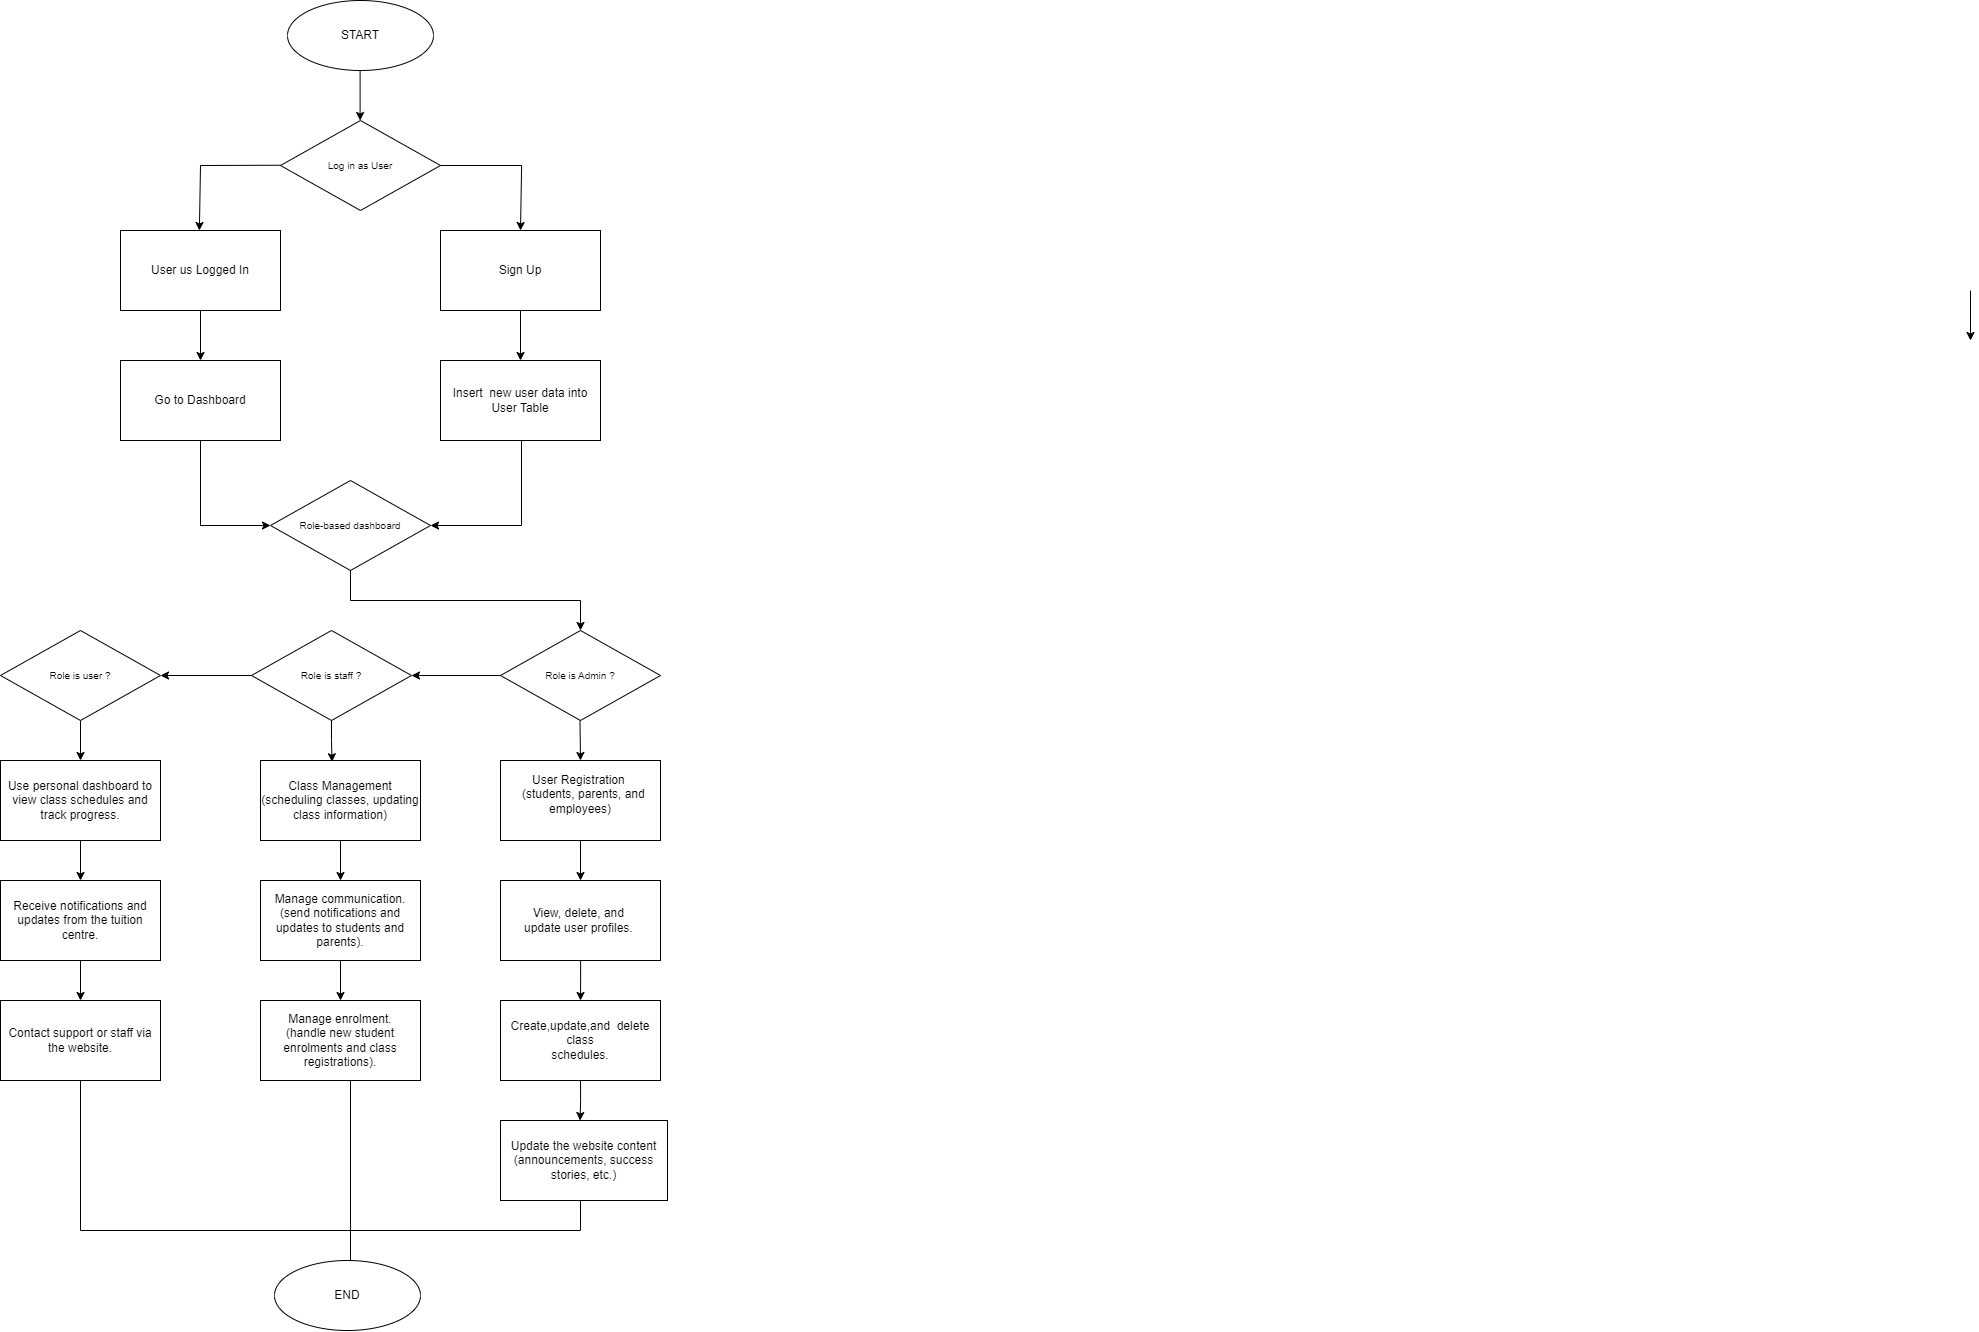 START
Log in as User
User us Logged In
Sign Up
Go to Dashboard
Insert  new user data into
User Table
Role-based dashboard
Role is user ?
Role is staff ?
Role is Admin ?
Use personal dashboard to
view class schedules and
track progress.
Class Management
(scheduling classes, updating
class information)
User Registration
(students, parents, and
employees)
Receive notifications and
updates from the tuition
centre.
Manage communication.
(send notifications and
updates to students and
parents).
View, delete, and
update user profiles.
Contact support or staff via
the website.
Manage enrolment.
(handle new student
enrolments and class
registrations).
Create,update,and  delete
class
schedules.
Update the website content
(announcements, success
stories, etc.)
END